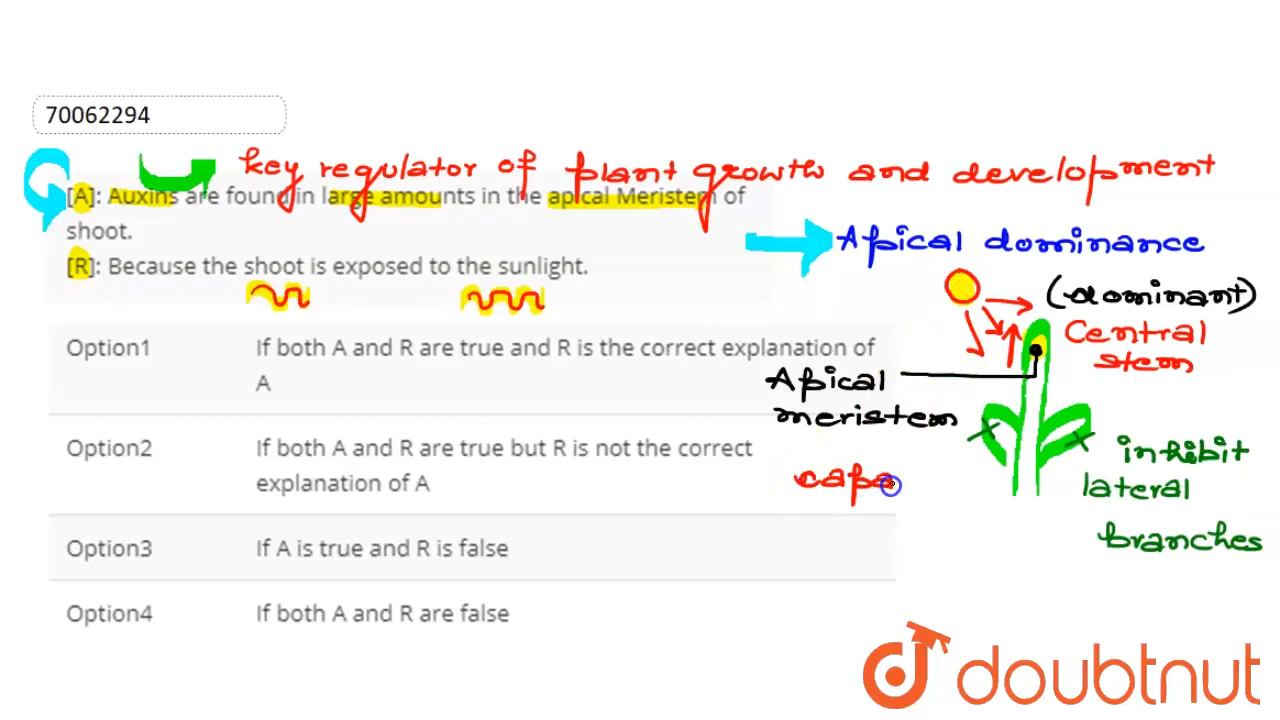 70062294
key regulator of plant growth and development
[A]: Auxins are found in large amounts in the apical Meristem of
shoot.
[R]: Because the shoot is exposed to the sunlight.
Apical dominance
(dominant)
Central
stem
Apical
meristem
inhibit
lateral
branches
capa
Option1 If both A and R are true and R is the correct explanation of
A
Option2 If both A and R are true but R is not the correct
explanation of A
Option3 If A is true and R is false
Option4 If both A and R are false
doubtnut